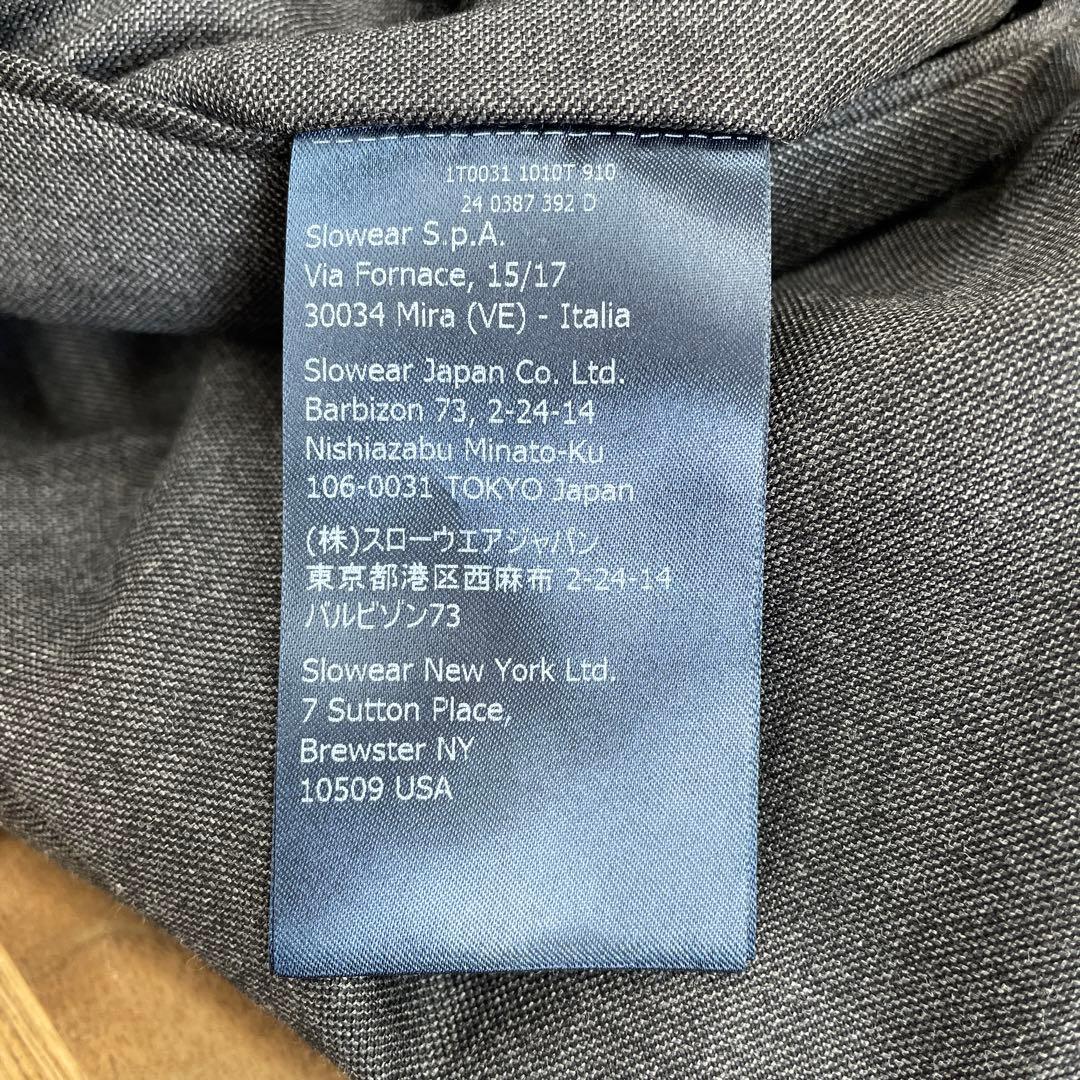 1T0031 1010T 910
24 0387 392 D
Slowear S.p.A.
Via Fornace, 15/17
30034 Mira (VE) - Italia
Slowear Japan Co. Ltd.
Barbizon 73, 2-24-14
Nishiazabu Minato-Ku
106-0031 TOKYO Japan
(株)スローウエアジャパン
東京都港区西麻布 2-24-14
バルビゾン73
Slowear New York Ltd.
7 Sutton Place,
Brewster NY
10509 USA